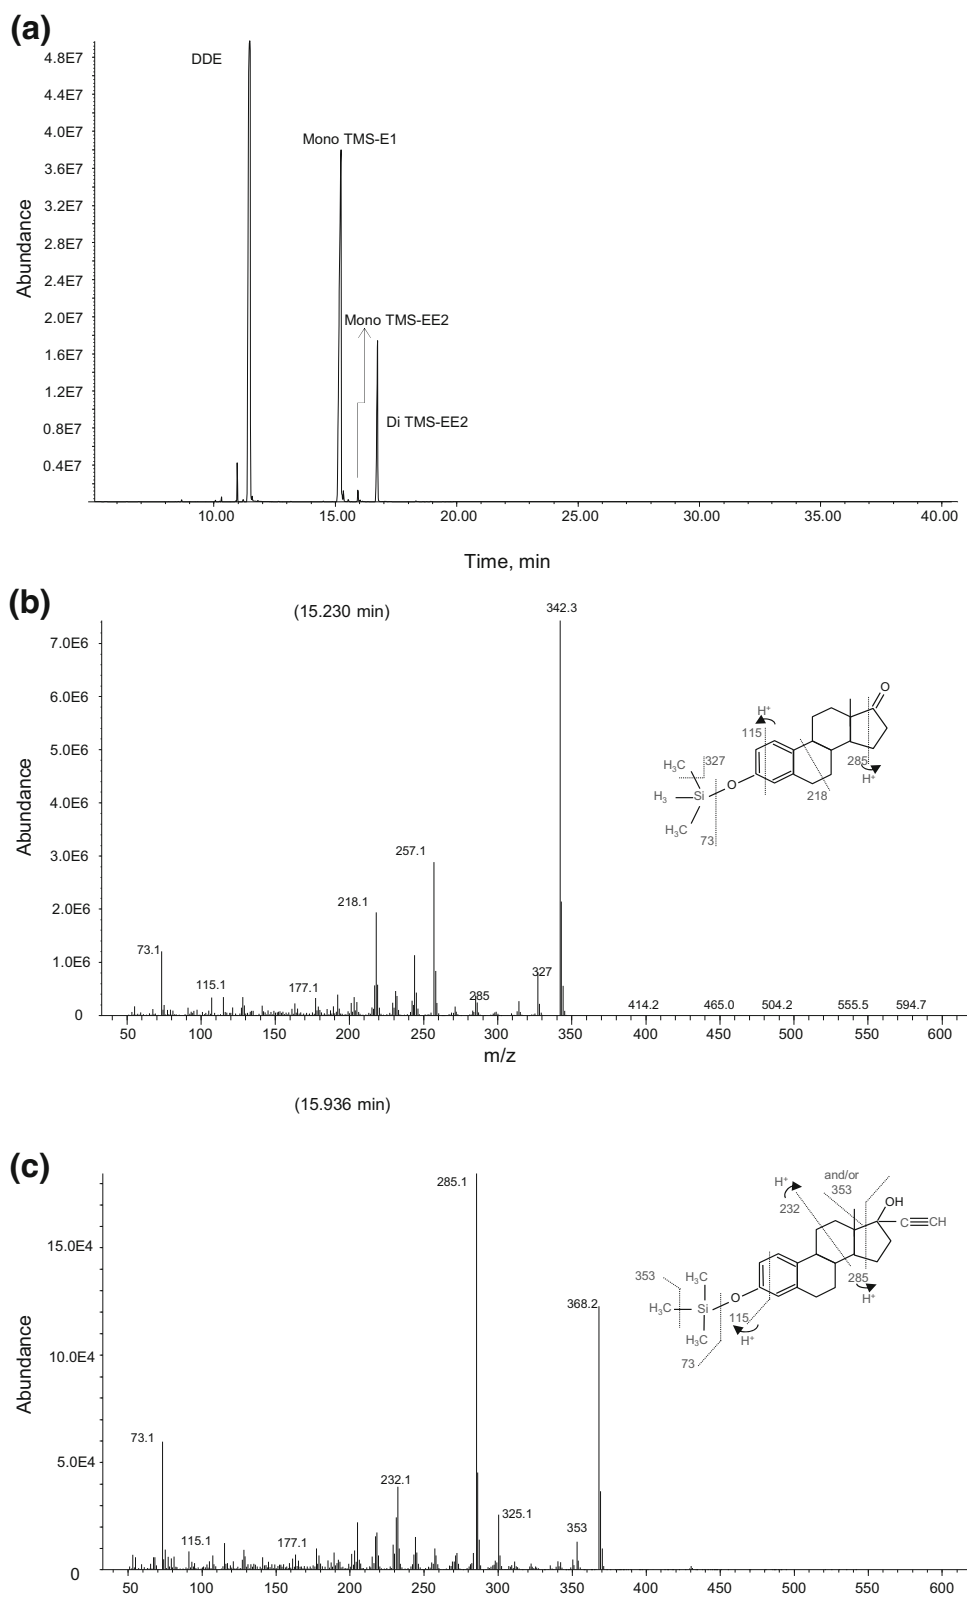 (a)
DDE
4.8E7
4.4E7
4.0E7
Mono TMS-E1
3.6E7
3.2E7
2.8E7
2.4E7
2.0E7
Mono TMS-EE2
1.6E7
1.2E7
0.8E7
Di TMS-EE2
0.4E7
Abundance
10.00 15.00 20.00 25.00 30.00 35.00 40.00
Time, min
(b)
(15.230 min)
342.3
7.0E6
6.0E6
5.0E6
4.0E6
3.0E6
2.0E6
1.0E6
0
Abundance
257.1
218.1
73.1
115.1
177.1
285
327
414.2 465.0 504.2 555.5 594.7
50 100 150 200 250 300 350 400 450 500 550 600
m/z
O
H+
115
H3C
327
285
H+
O
H3
Si
218
H3C
73
(15.936 min)
(c)
285.1
15.0E4
10.0E4
5.0E4
0
Abundance
368.2
73.1
232.1
325.1
353
115.1
177.1
50 100 150 200 250 300 350 400 450 500 550 600
and/or
H+
353
OH
232
C
CH
353
H3C
285
H+
O
H3C
Si
115
H3C
H+
73